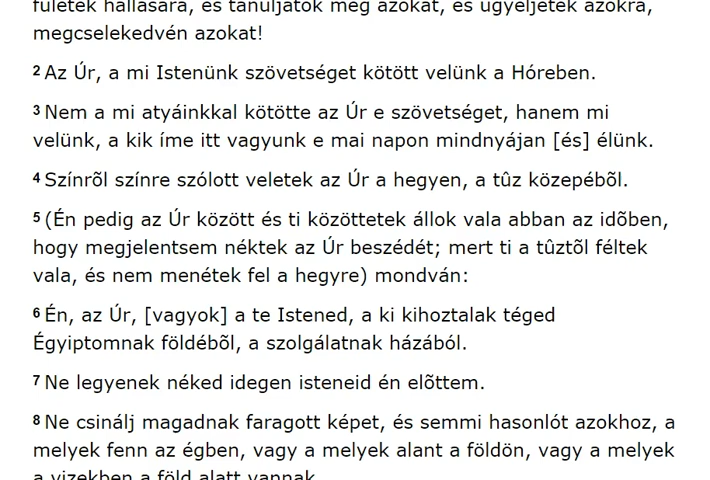 fületek hallására, és tanuljátok meg azokat, és ügyeljetek azokra,
megcselekedvén azokat!
2 Az Úr, a mi Istenünk szövetséget kötött velünk a Hóreben.
3 Nem a mi atyáinkkal kötötte az Úr e szövetséget, hanem mi
velünk, a kik íme itt vagyunk e mai napon mindnyájan [és] élünk.
4 Színrõl színre szólott veletek az Úr a hegyen, a tûz közepébõl.
5 (Én pedig az Úr között és ti közöttetek állok vala abban az idõben,
hogy megjelentsem néktek az Úr beszédét; mert ti a tûztõl féltek
vala, és nem menétek fel a hegyre) mondván:
6 Én, az Úr, [vagyok] a te Istened, a ki kihoztalak téged
Égyiptomnak földébõl, a szolgálatnak házából.
7 Ne legyenek néked idegen isteneid én elõttem.
8 Ne csinálj magadnak faragott képet, és semmi hasonlót azokhoz, a
melyek fenn az égben, vagy a melyek alant a földön, vagy a melyek
a vizekben a föld alatt vannak.